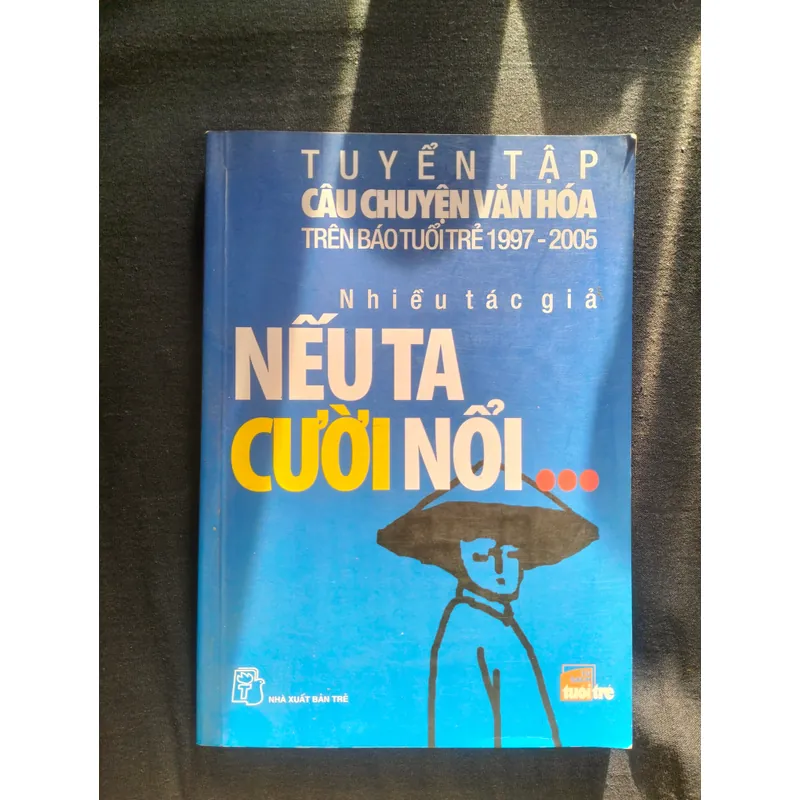 TUYỂN TẬP
CÂU CHUYỆN VĂN HÓA
TRÊN BÁO TUỔI TRẺ 1997 - 2005
Nhiều tác giả
NẾU TA
CƯỜI NỔI ...
T
NHÀ XUẤT BẢN TRẺ
tuổi trẻ